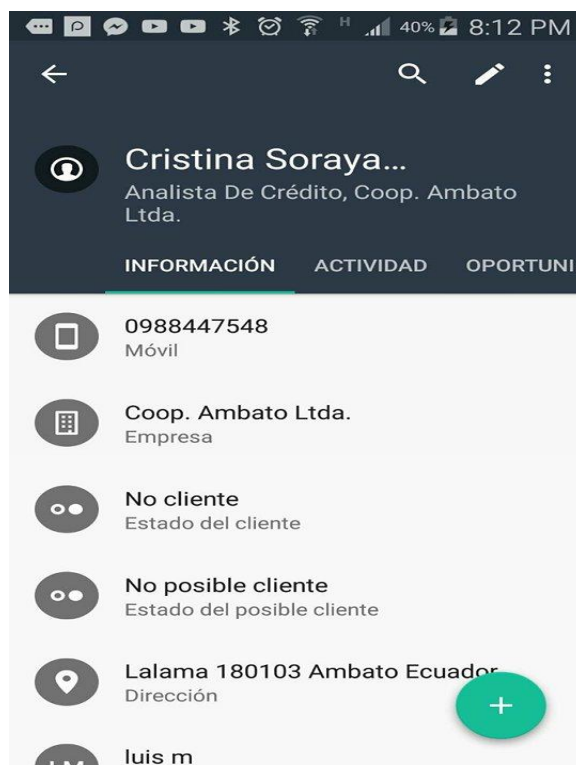 H 40% 8:12 PM
Cristina Soraya...
Analista De Crédito, Coop. Ambato
Ltda.
INFORMACIÓN ACTIVIDAD OPORTUNI
0988447548
Móvil
Coop. Ambato Ltda.
Empresa
No cliente
Estado del cliente
No posible cliente
Estado del posible cliente
Lalama 180103 Ambato Ecuador
Dirección
luis m